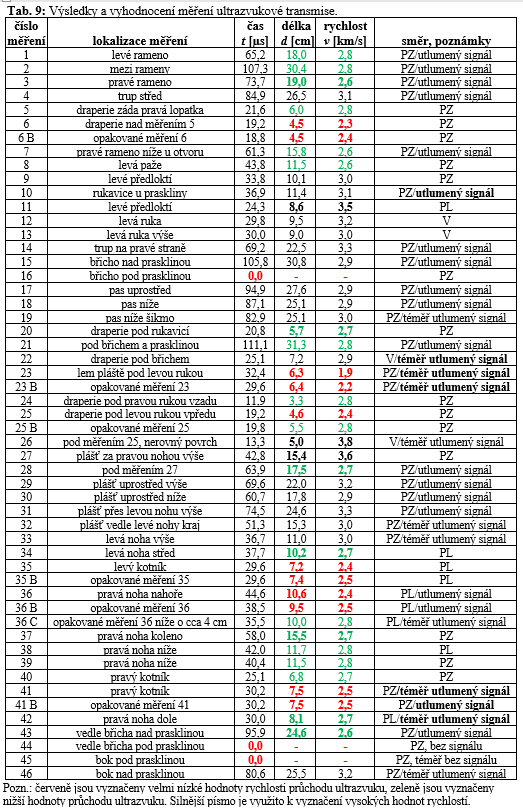 Tab. 9: Výsledky a vyhodnocení měření ultrazvukové transmise.
číslo měření lokalizace měření čas t [µs] délka d [cm] rychlost v [km/s] směr, poznámky
1 levé rameno 65,2 18,0 2,8 PZ/utlumený signál
2 mezi rameny 107,3 30,4 2,8 PZ/utlumený signál
3 pravé rameno 73,7 19,0 2,6 PZ/utlumený signál
4 trup střed 84,9 26,5 3,1 PZ/utlumený signál
5 draperie záda pravá lopatka 21,6 6,0 2,8 PZ
6 draperie nad měřením 5 19,2 4,5 2,3 PZ
6 B opakované měření 6 18,8 4,5 2,4 PZ
7 pravé rameno níže u otvoru 61,3 15,8 2,6 PZ/utlumený signál
8 levá paže 43,8 11,5 2,6 PZ
9 levé předloktí 33,8 10,1 3,0 PZ
10 rukavice u praskliny 36,9 11,4 3,1 PZ/utlumený signál
11 levé předloktí 24,3 8,6 3,5 PL
12 levá ruka 29,8 9,5 3,2 V
13 levá ruka výše 30,0 9,0 3,0 V
14 trup na pravé straně 69,2 22,5 3,3 PZ/utlumený signál
15 břicho nad prasklinou 105,8 30,8 2,9 PZ/utlumený signál
16 břicho pod prasklinou 0,0 - - PZ
17 pas uprostřed 94,9 27,6 2,9 PZ/utlumený signál
18 pas níže 87,1 25,1 2,9 PZ/utlumený signál
19 pas níže šikmo 82,9 25,1 3,0 PZ/téměř utlumený signál
20 draperie pod rukavicí 20,8 5,7 2,7 PZ
21 pod břichem a prasklinou 111,1 31,3 2,8 PZ/utlumený signál
22 draperie pod břichem 25,1 7,2 2,9 V/téměř utlumený signál
23 lem pláště pod levou rukou 32,4 6,3 1,9 PZ/téměř utlumený signál
23 B opakované měření 23 29,6 6,4 2,2 PZ/téměř utlumený signál
24 draperie pod pravou rukou vzadu 11,9 3,3 2,8 PZ
25 draperie pod levou rukou vpředu 19,2 4,6 2,4 PZ
25 B opakované měření 25 19,8 5,5 2,8 PZ
26 pod měřením 25, nerovný povrch 13,3 5,0 3,8 V/téměř utlumený signál
27 plášť za pravou nohou výše 42,8 15,4 3,6 PZ
28 pod měřením 27 63,9 17,5 2,7 PZ/utlumený signál
29 plášť uprostřed výše 69,6 22,0 3,2 PZ/utlumený signál
30 plášť uprostřed níže 60,7 17,8 2,9 PZ/utlumený signál
31 plášť přes levou nohu výše 74,5 24,6 3,3 PZ/utlumený signál
32 plášť vedle levé nohy kraj 51,3 15,3 3,0 PZ/téměř utlumený signál
33 levá noha výše 36,7 11,0 3,0 PZ/téměř utlumený signál
34 levá noha střed 37,7 10,2 2,7 PL
35 levý kotník 29,6 7,2 2,4 PL
35 B opakované měření 35 29,6 7,4 2,5 PL
36 pravá noha nahoře 44,6 10,6 2,4 PL/utlumený signál
36 B opakované měření 36 38,5 9,5 2,5 PL/utlumený signál
36 C opakované měření 36 níže o cca 4 cm 35,5 10,0 2,8 PL/téměř utlumený signál
37 pravá noha koleno 58,0 15,5 2,7 PZ
38 pravá noha níže 42,0 11,7 2,8 PL
39 pravá noha níže 40,4 11,5 2,8 PZ
40 pravý kotník 25,1 6,8 2,7 PZ
41 pravý kotník 30,2 7,5 2,5 PZ/téměř utlumený signál
41 B opakované měření 41 30,2 7,5 2,5 PZ/utlumený signál
42 pravá noha dole 30,0 8,1 2,7 PL/téměř utlumený signál
43 vedle břicha nad prasklinou 95,9 24,6 2,6 PZ/utlumený signál
44 vedle břicha pod prasklinou 0,0 - - PZ, bez signálu
45 bok pod prasklinou 0,0 - - PZ, téměř bez signálu
46 bok nad prasklinou 80,6 25,5 3,2 PZ/téměř utlumený signál
Pozn.: červeně jsou vyznačeny velmi nízké hodnoty rychlosti průchodu ultrazvuku, zeleně jsou vyznačeny
nižší hodnoty průchodu ultrazvuku. Silnější písmo je využito k vyznačení vysokých hodnot rychlostí.